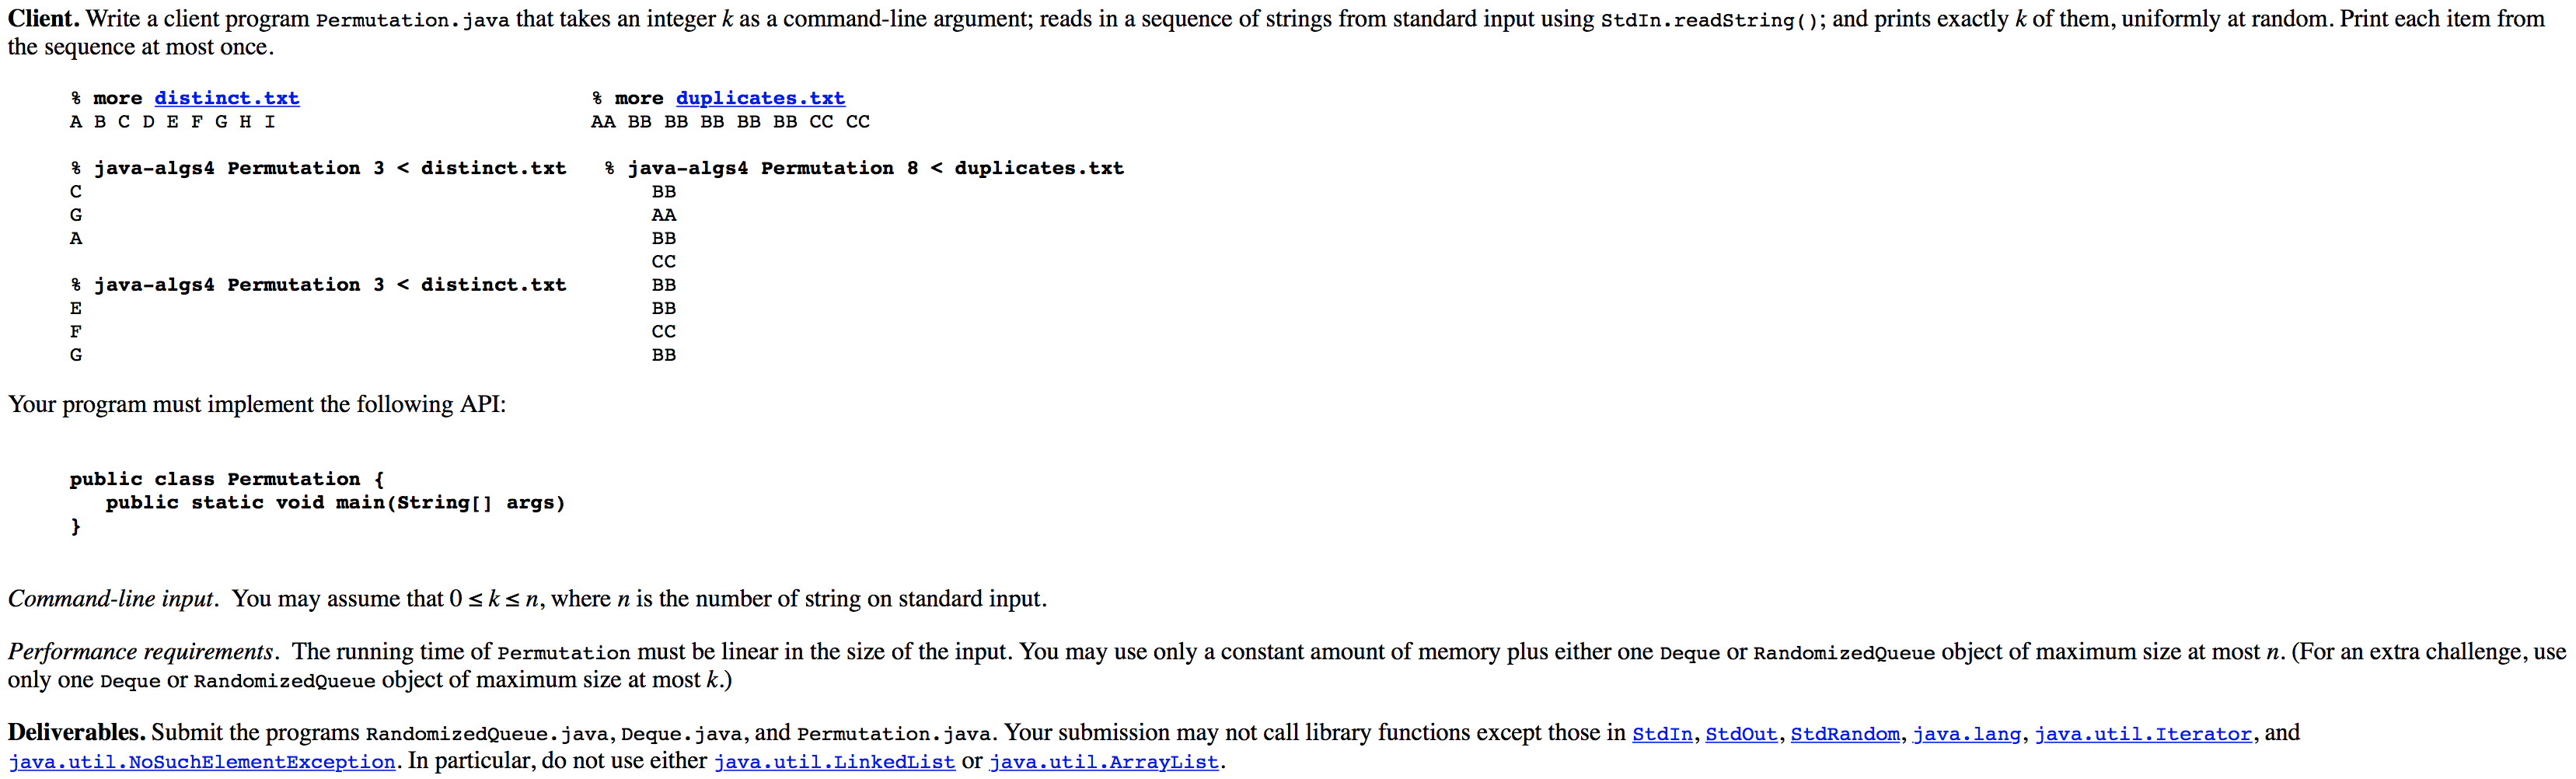 Client. Write a client program Permutation.java that takes an integer k as a command-line argument; reads in a sequence of strings from standard input using StdIn.readString(); and prints exactly k of them, uniformly at random. Print each item from
the sequence at most once.
% more distinct.txt
A B C D E F G H I
% more duplicates.txt
AA BB BB BB BB BB CC CC
% java-algs4 Permutation 3 < distinct.txt
C
G
A
% java-algs4 Permutation 3 < distinct.txt
E
F
G
% java-algs4 Permutation 8 < duplicates.txt
BB
AA
BB
CC
BB
BB
CC
BB
Your program must implement the following API:
public class Permutation {
public static void main(String[] args)
}
Command-line input. You may assume that 0 ≤ k ≤ n, where n is the number of string on standard input.
Performance requirements. The running time of Permutation must be linear in the size of the input. You may use only a constant amount of memory plus either one Deque or RandomizedQueue object of maximum size at most n. (For an extra challenge, use
only one Deque or RandomizedQueue object of maximum size at most k.)
Deliverables. Submit the programs RandomizedQueue.java, Deque.java, and Permutation.java. Your submission may not call library functions except those in StdIn, StdOut, StdRandom, java.lang, java.util.Iterator, and
java.util.NoSuchElementException. In particular, do not use either java.util.LinkedList or java.util.ArrayList.